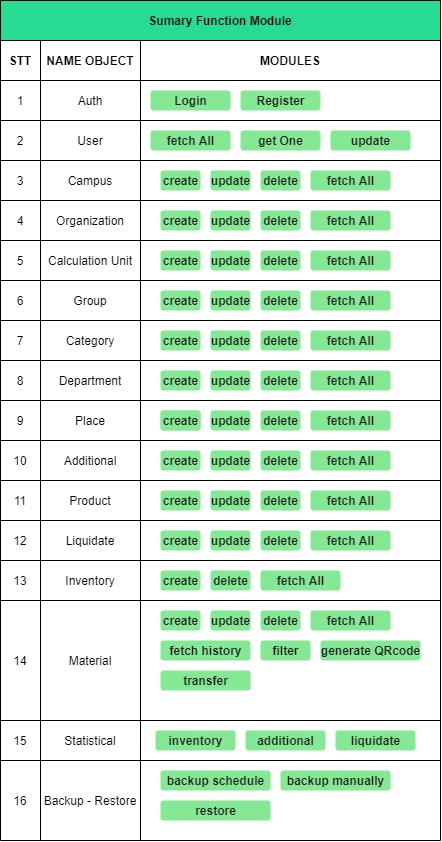 Sumary Function Module
STT NAME OBJECT MODULES
1 Auth Login Register
2 User fetch All get One update
3 Campus create update delete fetch All
4 Organization create update delete fetch All
5 Calculation Unit create update delete fetch All
6 Group create update delete fetch All
7 Category create update delete fetch All
8 Department create update delete fetch All
9 Place create update delete fetch All
10 Additional create update delete fetch All
11 Product create update delete fetch All
12 Liquidate create update delete fetch All
13 Inventory create delete fetch All
14 Material create update delete fetch All
fetch history filter generate QRcode
transfer
15 Statistical inventory additional liquidate
16 Backup - Restore backup schedule backup manually
restore